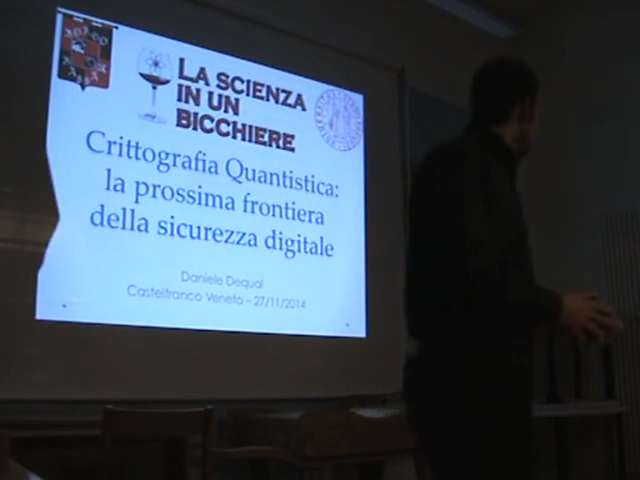 LA SCIENZA
IN UN
BICCHIERE
Crittografia Quantistica:
la prossima frontiera
della sicurezza digitale
Daniele Dequal
Castelfranco Veneto – 27/11/2014